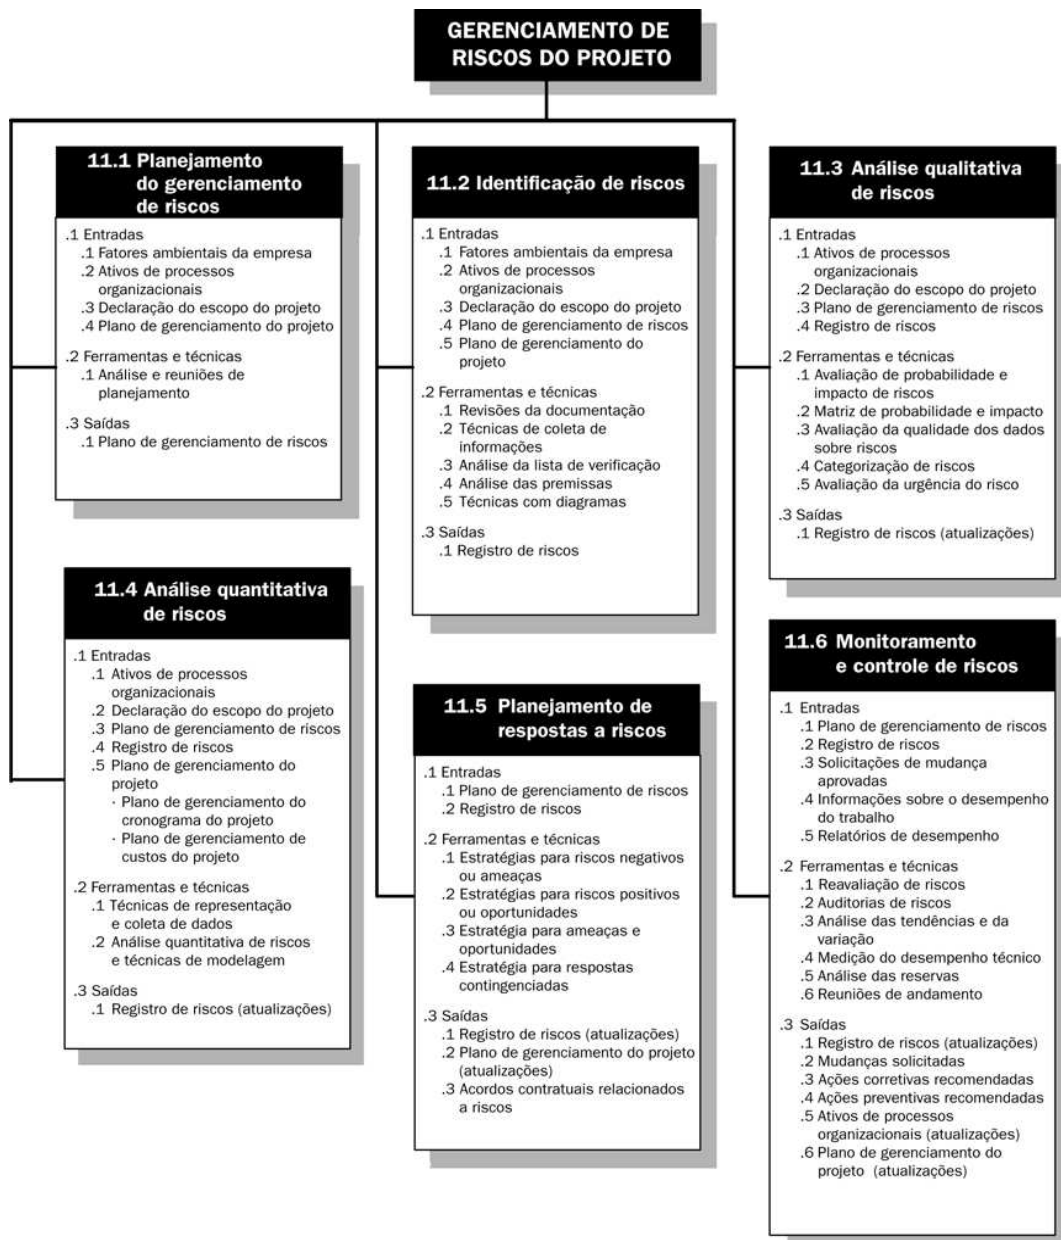 GERENCIAMENTO DE
RISCOS DO PROJETO
11.1 Planejamento
do gerenciamento
de riscos
.1 Entradas
.1 Fatores ambientais da empresa
.2 Ativos de processos
organizacionais
.3 Declaração do escopo do projeto
.4 Plano de gerenciamento do projeto
.2 Ferramentas e técnicas
.1 Análise e reuniões de
planejamento
.3 Saídas
.1 Plano de gerenciamento de riscos
11.2 Identificação de riscos
.1 Entradas
.1 Fatores ambientais da empresa
.2 Ativos de processos
organizacionais
.3 Declaração do escopo do projeto
.4 Plano de gerenciamento de riscos
.5 Plano de gerenciamento do
projeto
.2 Ferramentas e técnicas
.1 Revisões da documentação
.2 Técnicas de coleta de
informações
.3 Análise da lista de verificação
.4 Análise das premissas
.5 Técnicas com diagramas
.3 Saídas
.1 Registro de riscos
11.3 Análise qualitativa
de riscos
.1 Entradas
.1 Ativos de processos
organizacionais
.2 Declaração do escopo do projeto
.3 Plano de gerenciamento de riscos
.4 Registro de riscos
.2 Ferramentas e técnicas
.1 Avaliação de probabilidade e
impacto de riscos
.2 Matriz de probabilidade e impacto
.3 Avaliação da qualidade dos dados
sobre riscos
.4 Categorização de riscos
.5 Avaliação da urgência do risco
.3 Saídas
.1 Registro de riscos (atualizações)
11.4 Análise quantitativa
de riscos
.1 Entradas
.1 Ativos de processos
organizacionais
.2 Declaração do escopo do projeto
.3 Plano de gerenciamento de riscos
.4 Registro de riscos
.5 Plano de gerenciamento do
projeto
· Plano de gerenciamento do
cronograma do projeto
· Plano de gerenciamento de
custos do projeto
.2 Ferramentas e técnicas
.1 Técnicas de representação
e coleta de dados
.2 Análise quantitativa de riscos
e técnicas de modelagem
.3 Saídas
.1 Registro de riscos (atualizações)
11.5 Planejamento de
respostas a riscos
.1 Entradas
.1 Plano de gerenciamento de riscos
.2 Registro de riscos
.2 Ferramentas e técnicas
.1 Estratégias para riscos negativos
ou ameaças
.2 Estratégias para riscos positivos
ou oportunidades
.3 Estratégia para ameaças e
oportunidades
.4 Estratégia para respostas
contingenciadas
.3 Saídas
.1 Registro de riscos (atualizações)
.2 Plano de gerenciamento do projeto
(atualizações)
.3 Acordos contratuais relacionados
a riscos
11.6 Monitoramento
e controle de riscos
.1 Entradas
.1 Plano de gerenciamento de riscos
.2 Registro de riscos
.3 Solicitações de mudança
aprovadas
.4 Informações sobre o desempenho
do trabalho
.5 Relatórios de desempenho
.2 Ferramentas e técnicas
.1 Reavaliação de riscos
.2 Auditorias de riscos
.3 Análise das tendências e da
variação
.4 Medição do desempenho técnico
.5 Análise das reservas
.6 Reuniões de andamento
.3 Saídas
.1 Registro de riscos (atualizações)
.2 Mudanças solicitadas
.3 Ações corretivas recomendadas
.4 Ações preventivas recomendadas
.5 Ativos de processos
organizacionais (atualizações)
.6 Plano de gerenciamento do
projeto (atualizações)